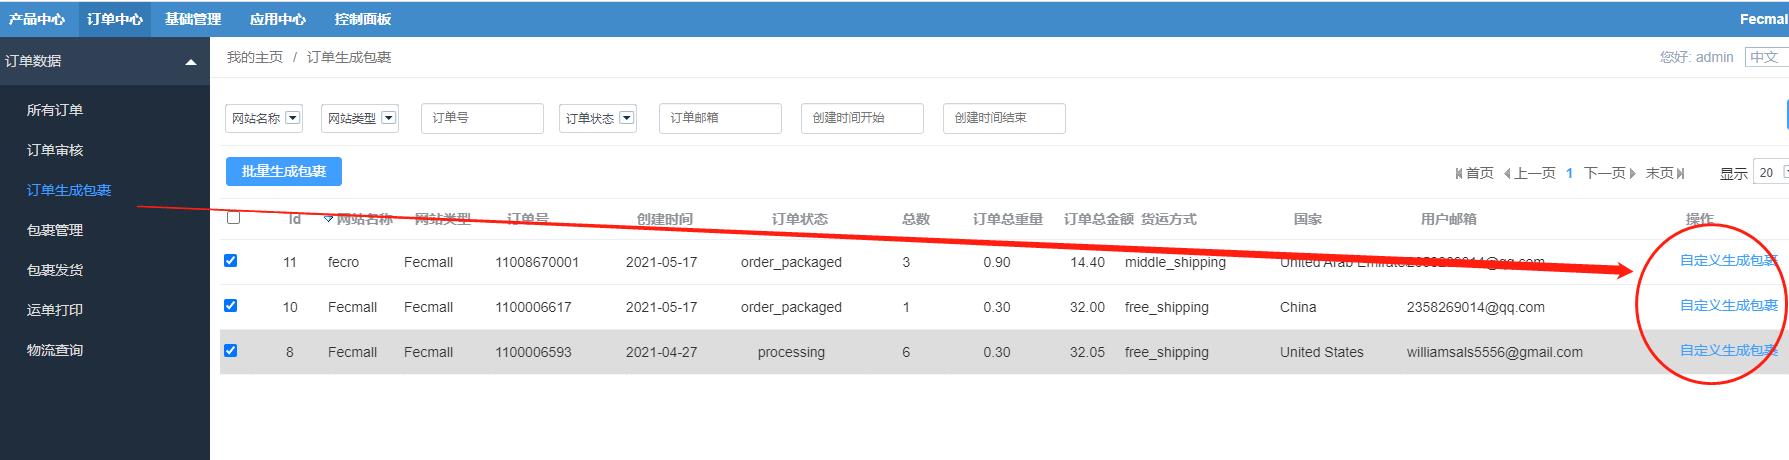 产品中心 订单中心 基础管理 应用中心 控制面板 Fecmal
订单数据
我的主页 / 订单生成包裹
您好: admin 中文
所有订单
订单审核
订单生成包裹
包裹管理
包裹发货
运单打印
物流查询
网站名称 网站类型 订单号 订单状态 订单邮箱 创建时间开始 创建时间结束
批量生成包裹
首页 上一页 1 下一页 末页 显示 20
Id 网站名称 网站类型 订单号 创建时间 订单状态 总数 订单总重量 订单总金额 货运方式 国家 用户邮箱 操作
11 fecro Fecmall 11008670001 2021-05-17 order_packaged 3 0.90 14.40 middle_shipping United Arab 自定义生成包裹
10 Fecmall Fecmall 1100006617 2021-05-17 order_packaged 1 0.30 32.00 free_shipping China 2358269014@qq.com 自定义生成包裹
8 Fecmall Fecmall 1100006593 2021-04-27 processing 6 0.30 32.05 free_shipping United States williamsals5556@gmail.com 自定义生成包裹